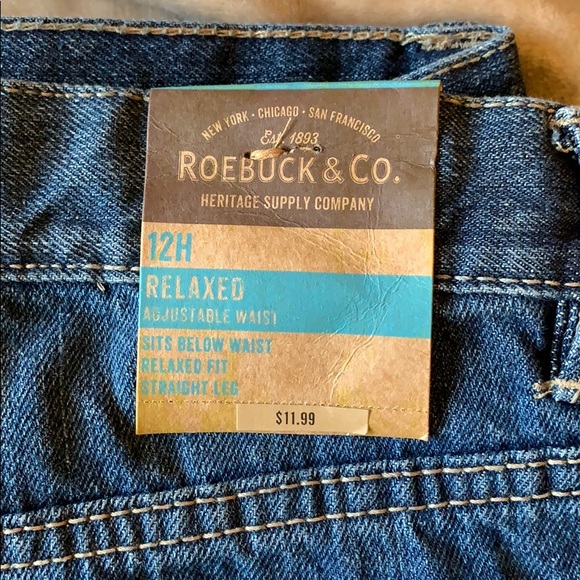 NEW YORK • CHICAGO • SAN FRANCISCO
Est. 1893
ROEBUCK & CO.
HERITAGE SUPPLY COMPANY
12H
RELAXED
ADJUSTABLE WAIST
SITS BELOW WAIST
RELAXED FIT
STRAIGHT LEG
$11.99